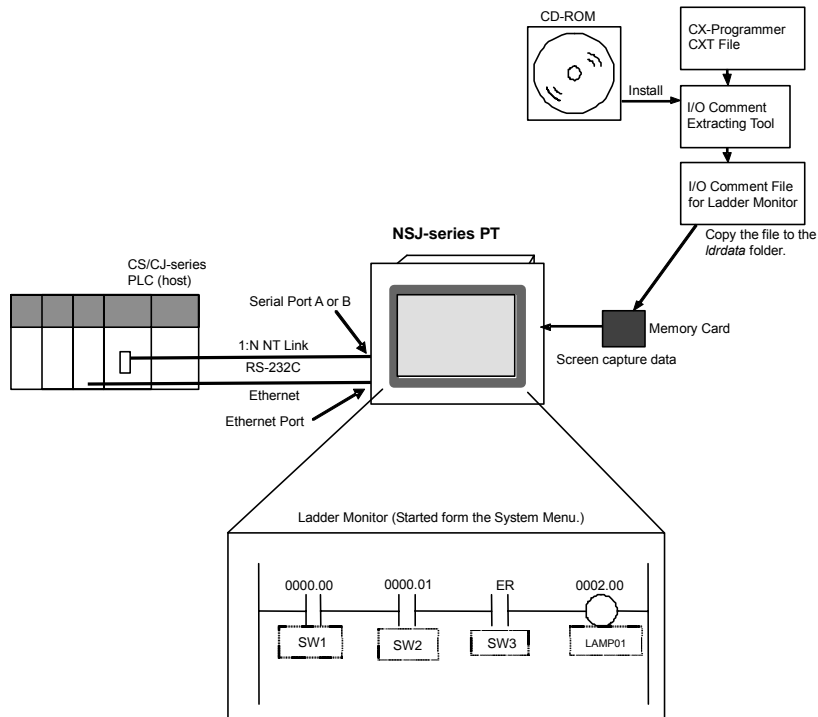 CD-ROM
CX-Programmer
CXT File
Install
I/O Comment
Extracting Tool
I/O Comment File
for Ladder Monitor
Copy the file to the
ldrdata folder.
NSJ-series PT
CS/CJ-series
PLC (host)
Serial Port A or B
Memory Card
1:N NT Link
Screen capture data
RS-232C
Ethernet
Ethernet Port
Ladder Monitor (Started form the System Menu.)
0000.00 0000.01 ER 0002.00
SW1 SW2 SW3 LAMP01